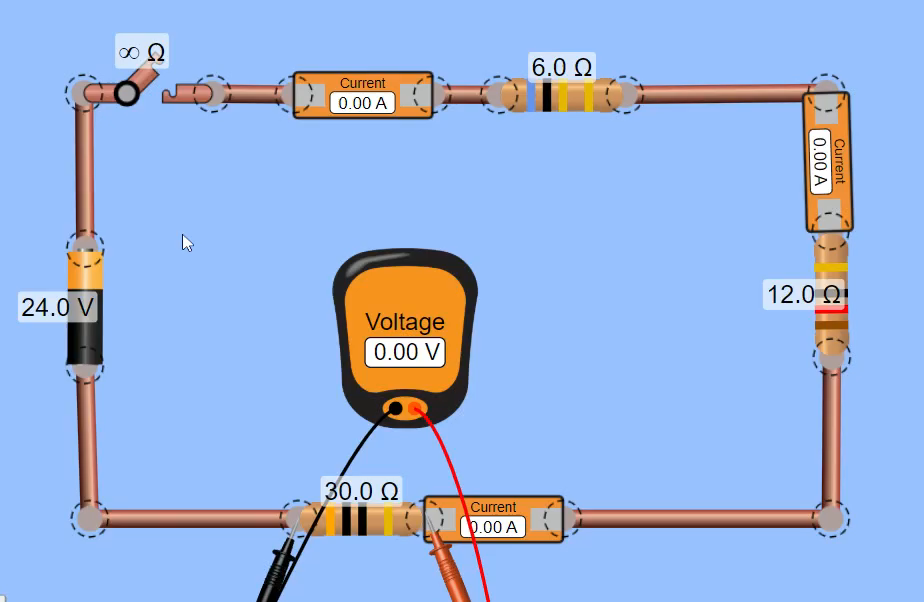 ∞ Ω
Current
0.00 A
6.0 Ω
Current
0.00 A
24.0 V
12.0 Ω
Voltage
0.00 V
30.0 Ω
Current
0.00 A